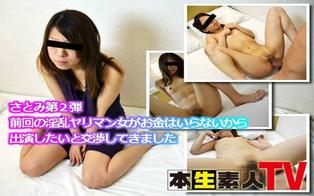 さとみ第2弾
前回の淫乱ヤリマン女がお金はいらないから
出演したいと交渉してきました
本生素人TV